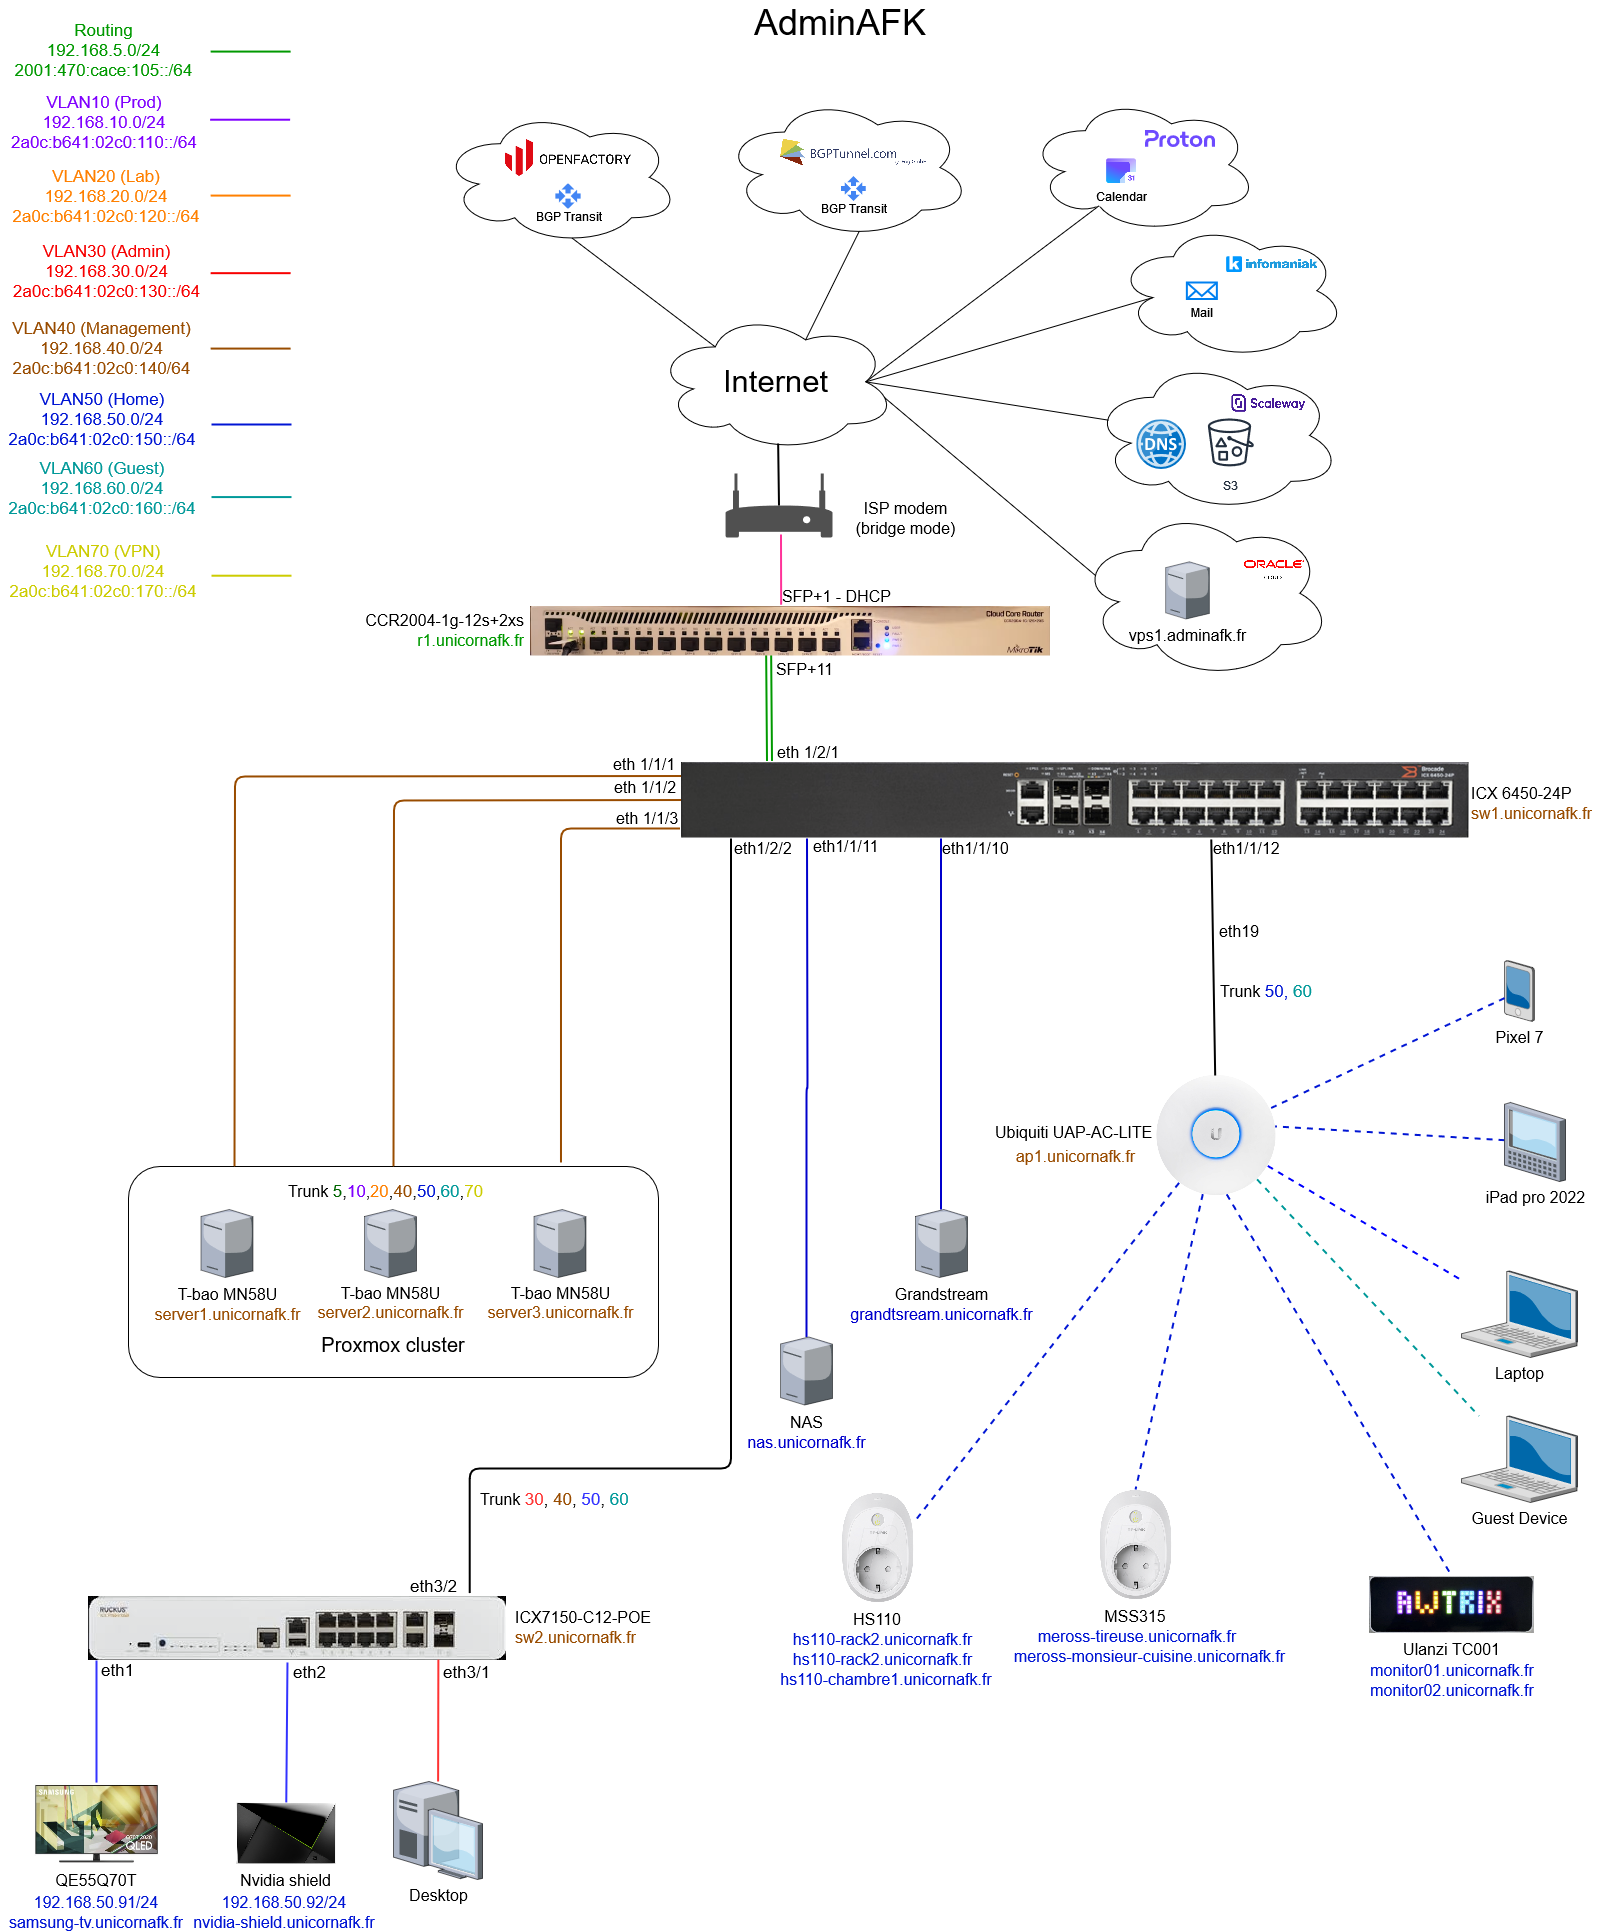 AdminAFK
Routing
192.168.5.0/24
2001:470:cace:105::/64
VLAN10 (Prod)
192.168.10.0/24
2a0c:b641:02c0:110::/64
VLAN20 (Lab)
192.168.20.0/24
2a0c:b641:02c0:120::/64
VLAN30 (Admin)
192.168.30.0/24
2a0c:b641:02c0:130::/64
VLAN40 (Management)
192.168.40.0/24
2a0c:b641:02c0:140/64
VLAN50 (Home)
192.168.50.0/24
2a0c:b641:02c0:150::/64
VLAN60 (Guest)
192.168.60.0/24
2a0c:b641:02c0:160::/64
VLAN70 (VPN)
192.168.70.0/24
2a0c:b641:02c0:170::/64
OPENFACTORY
BGP Transit
BGPTunnel.com
BGP Transit
Proton
31
Calendar
infomaniak
Mail
Scaleway
DNS
S3
ORACLE
vps1.adminafk.fr
Internet
ISP modem
(bridge mode)
SFP+1 - DHCP
CCR2004-1g-12s+2xs
r1.unicornafk.fr
Cloud Core Router
MikroTik
SFP+11
eth 1/2/1
eth 1/1/1
eth 1/1/2
eth 1/1/3
Brocade
ICX 6450-24P
ICX 6450-24P
sw1.unicornafk.fr
eth1/2/2
eth1/1/11
eth1/1/10
eth1/1/12
eth19
Trunk 50, 60
Pixel 7
Ubiquiti UAP-AC-LITE
ap1.unicornafk.fr
iPad pro 2022
Trunk 5,10,20,40,50,60,70
T-bao MN58U
server1.unicornafk.fr
T-bao MN58U
server2.unicornafk.fr
T-bao MN58U
server3.unicornafk.fr
Proxmox cluster
Grandstream
grandtsream.unicornafk.fr
NAS
nas.unicornafk.fr
Laptop
Guest Device
Trunk 30, 40, 50, 60
eth3/2
RUCKUS
ICX7150-C12-POE
sw2.unicornafk.fr
eth1
eth2
eth3/1
HS110
hs110-rack2.unicornafk.fr
hs110-rack2.unicornafk.fr
hs110-chambre1.unicornafk.fr
MSS315
meross-tireuse.unicornafk.fr
meross-monsieur-cuisine.unicornafk.fr
AWTRIX
Ulanzi TC001
monitor01.unicornafk.fr
monitor02.unicornafk.fr
SAMSUNG
QLED
QE55Q70T
192.168.50.91/24
samsung-tv.unicornafk.fr
Nvidia shield
192.168.50.92/24
nvidia-shield.unicornafk.fr
Desktop